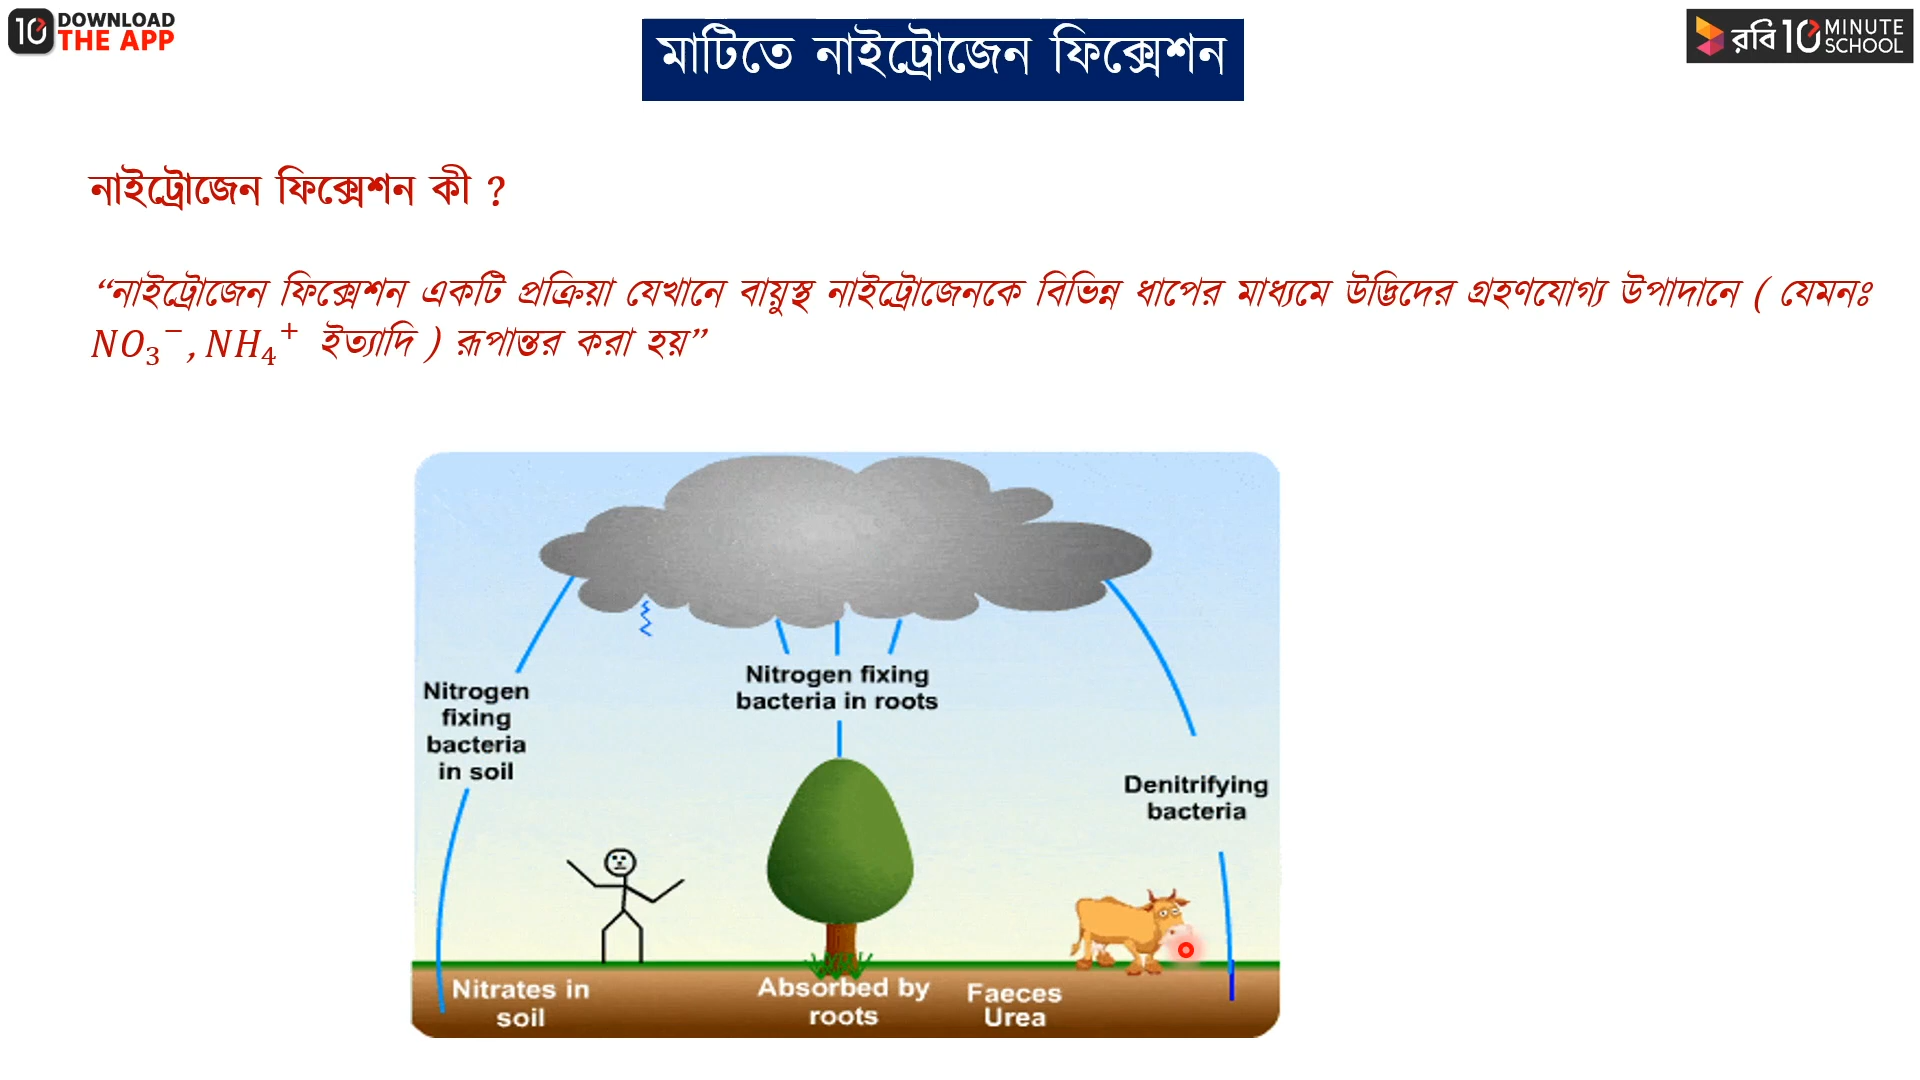 DOWNLOAD
THE APP
মাটিতে নাইট্রোজেন ফিক্সেশন
রবি 10 MINUTE
SCHOOL
নাইট্রোজেন ফিক্সেশন কী ?
“নাইট্রোজেন ফিক্সেশন একটি প্রক্রিয়া যেখানে বায়ুস্থ নাইট্রোজেনকে বিভিন্ন ধাপের মাধ্যমে উদ্ভিদের গ্রহণযোগ্য উপাদানে ( যেমনঃ
NO₃⁻, NH₄⁺ ইত্যাদি ) রূপান্তর করা হয়”
Nitrogen
fixing
bacteria
in soil
Nitrogen fixing
bacteria in roots
Denitrifying
bacteria
Nitrates in
soil
Absorbed by
roots
Faeces
Urea